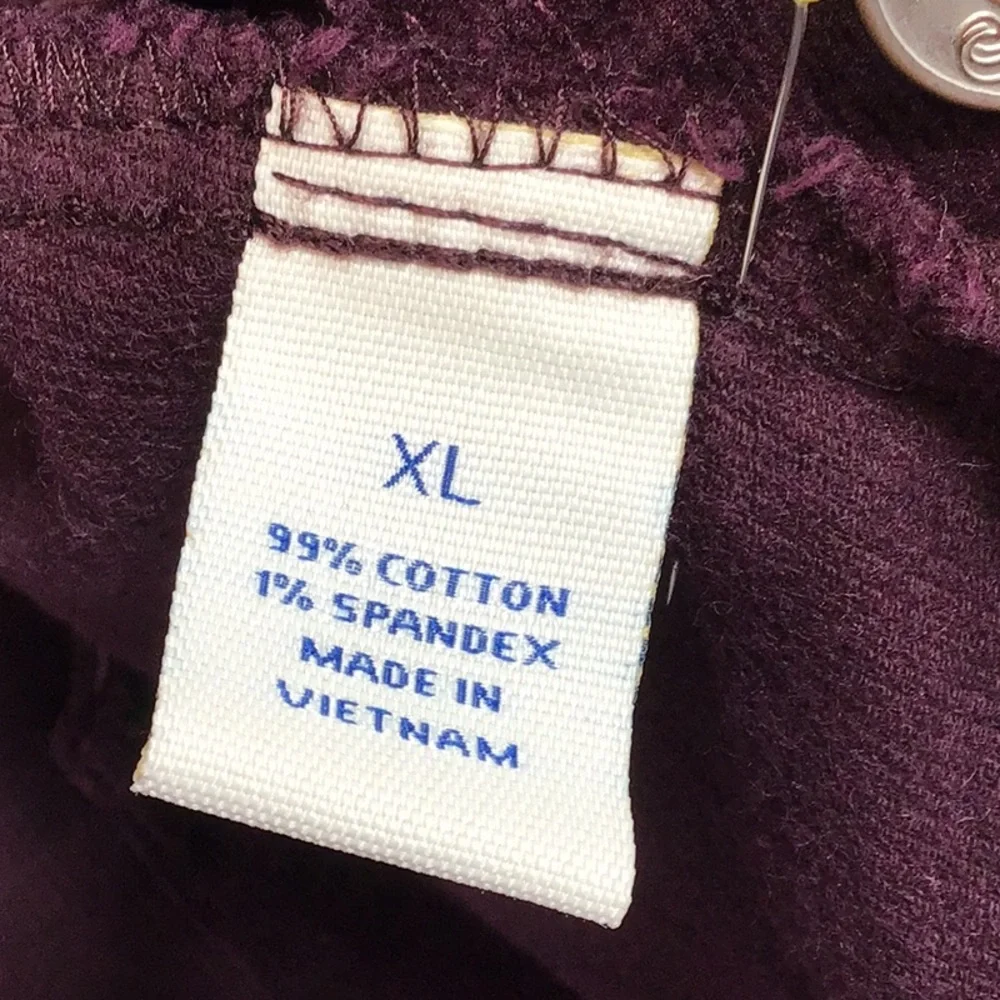 XL
99% COTTON
1% SPANDEX
MADE IN
VIETNAM